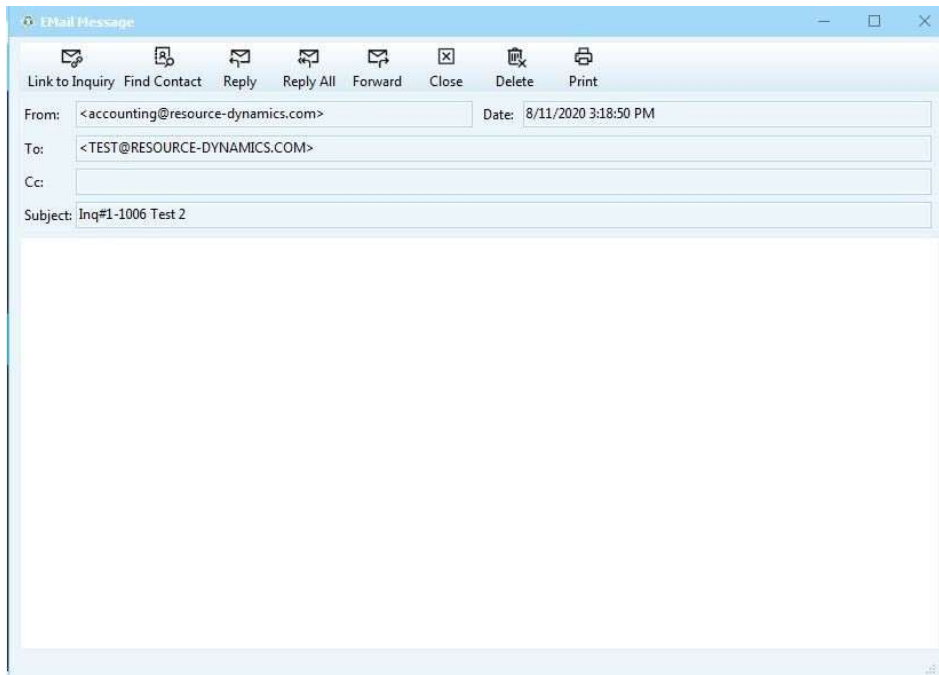 EMail Message
Link to Inquiry Find Contact Reply Reply All Forward Close Delete Print
From: <accounting@resource-dynamics.com> Date: 8/11/2020 3:18:50 PM
To: <TEST@RESOURCE-DYNAMICS.COM>
Cc:
Subject: Inq#1-1006 Test 2